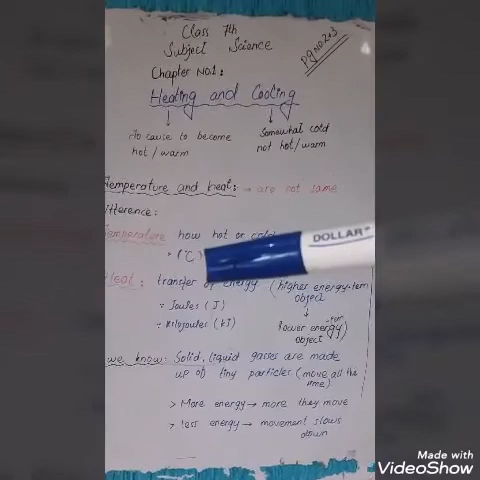 Class 7th
Subject Science
Pg NO 2+3
Chapter NO.1:
Heating and Cooling
To cause to become
hot/warm
Somewhat cold
not hot/warm
Temperature and heat: → are not same
ifference:
Temperature how hot or cold
(°C)
DOLLAR
Heat: transfer of energy (higher energy-tem
object
Joules (J)
Kilojoules (kJ)
lower energy
object)
we know: Solid, liquid gasses are made
up of tiny particles (move all the
time)
> More energy → more they move
> less energy → movement slows
down
Made with
VideoShow